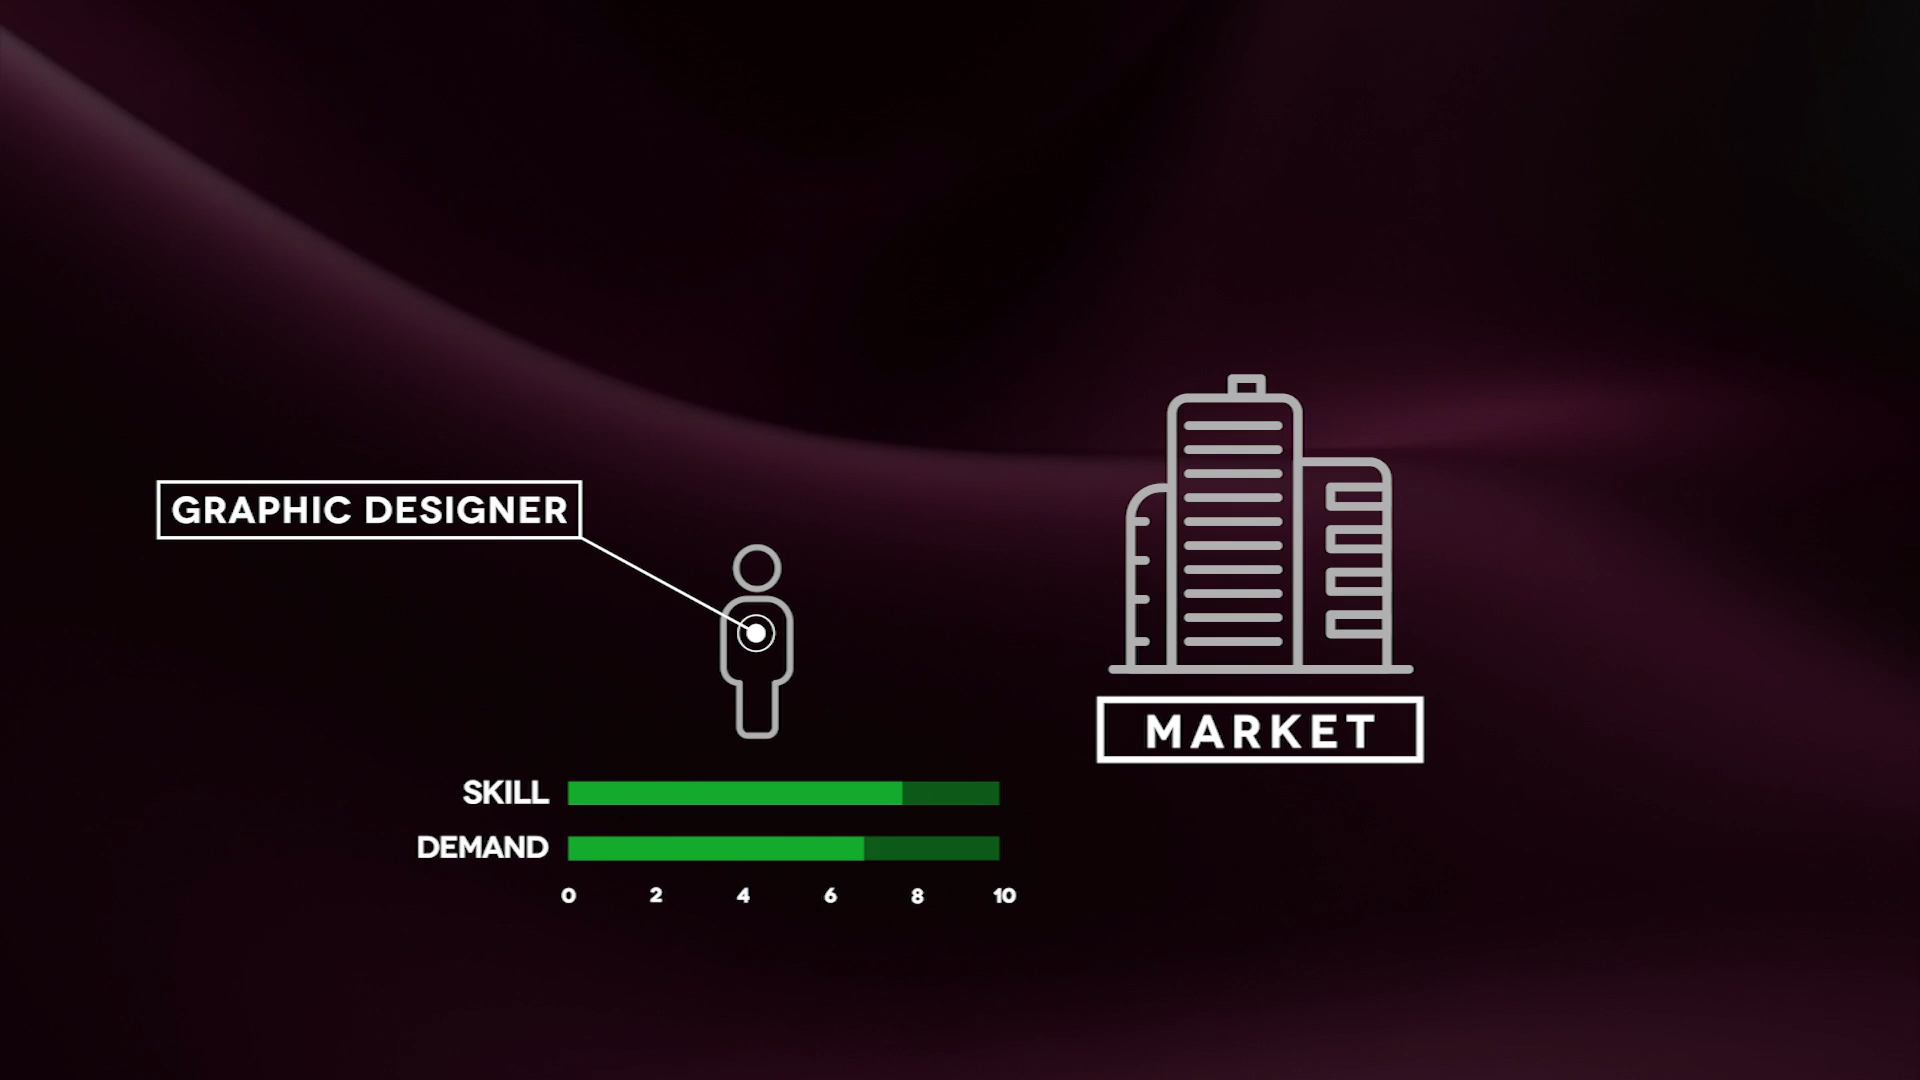 GRAPHIC DESIGNER
MARKET
SKILL
DEMAND
0 2 4 6 8 10